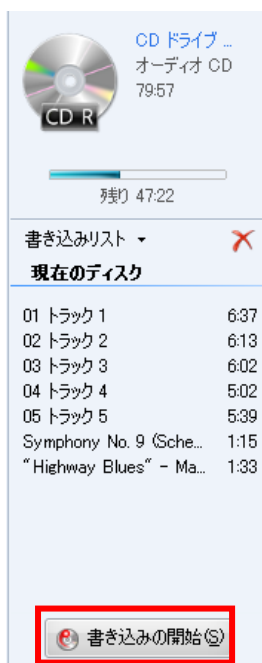 CD ドライブ ...
オーディオ CD
79:57
CD R
残り 47:22
書き込みリスト
現在のディスク
01 トラック 1 6:37
02 トラック 2 6:13
03 トラック 3 6:02
04 トラック 4 5:02
05 トラック 5 5:39
Symphony No. 9 (Sche... 1:15
"Highway Blues" - Ma... 1:33
書き込みの開始(S)